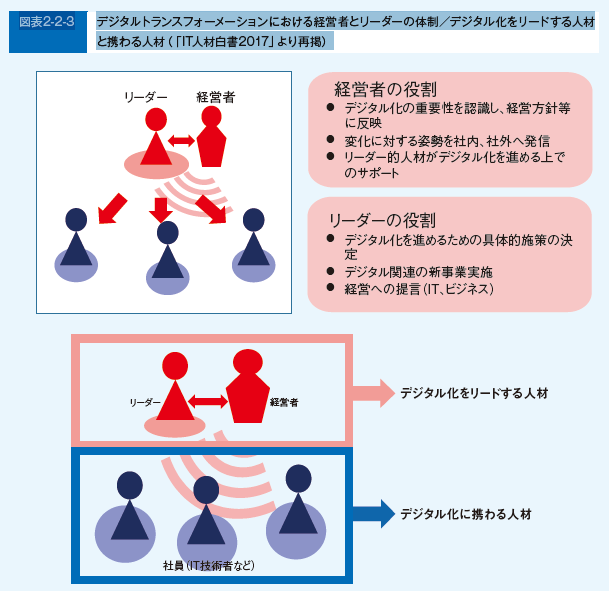 図表2-2-3
デジタルトランスフォーメーションにおける経営者とリーダーの体制／デジタル化をリードする人材
と携わる人材（「IT人材白書2017」より再掲）
リーダー
経営者
経営者の役割
● デジタル化の重要性を認識し、経営方針等
に反映
● 変化に対する姿勢を社内、社外へ発信
● リーダー的人材がデジタル化を進める上で
のサポート
リーダーの役割
● デジタル化を進めるための具体的施策の決
定
● デジタル関連の新事業実施
● 経営への提言（IT、ビジネス）
リーダー
経営者
デジタル化をリードする人材
デジタル化に携わる人材
社員（IT技術者など）